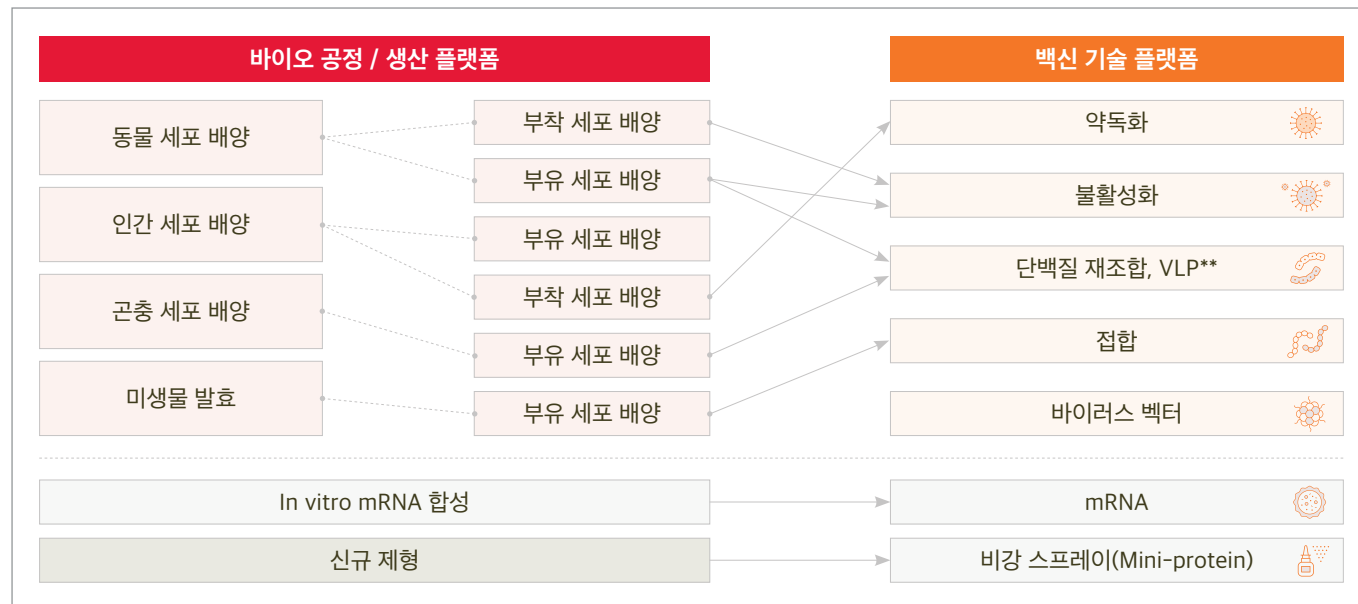 바이오 공정 / 생산 플랫폼
백신 기술 플랫폼
동물 세포 배양
인간 세포 배양
곤충 세포 배양
미생물 발효
부착 세포 배양
부유 세포 배양
부유 세포 배양
부착 세포 배양
부유 세포 배양
부유 세포 배양
약독화
불활성화
단백질 재조합, VLP**
접합
바이러스 벡터
In vitro mRNA 합성
mRNA
신규 제형
비강 스프레이(Mini-protein)